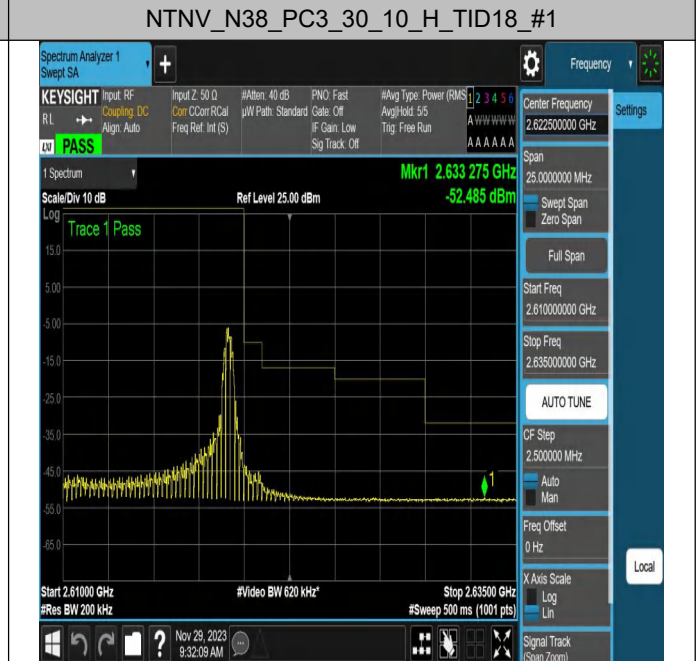 NTNV_N38_PC3_30_10_H_TID18_#1
Spectrum Analyzer 1
Swept SA
+
Frequency
KEYSIGHT
Input: RF
Input Z: 50 Ω
#Atten: 40 dB
PNO: Fast
#Avg Type: Power (RMS
1 2 3 4 5 6
RL
Coupling: DC
Corr CCorr RCal
µW Path: Standard
Gate: Off
Avg|Hold: 5/5
A W W W W W
Align: Auto
Freq Ref: Int (S)
IF Gain: Low
Trig: Free Run
Sig Track: Off
A A A A A A
LXI
PASS
Center Frequency
2.622500000 GHz
Settings
1 Spectrum
Mkr1 2.633 275 GHz
Scale/Div 10 dB
Ref Level 25.00 dBm
-52.485 dBm
Log
Trace 1 Pass
15.0
5.00
-5.00
-15.0
-25.0
-35.0
-45.0
-55.0
-65.0
1
Span
25.0000000 MHz
Swept Span
Zero Span
Full Span
Start Freq
2.610000000 GHz
Stop Freq
2.635000000 GHz
AUTO TUNE
CF Step
2.500000 MHz
Auto
Man
Freq Offset
0 Hz
X Axis Scale
Log
Lin
Local
Signal Track
(Span Zoom)
Start 2.61000 GHz
#Video BW 620 kHz*
Stop 2.63500 GHz
#Res BW 200 kHz
#Sweep 500 ms (1001 pts)
?
Nov 29, 2023
9:32:09 AM